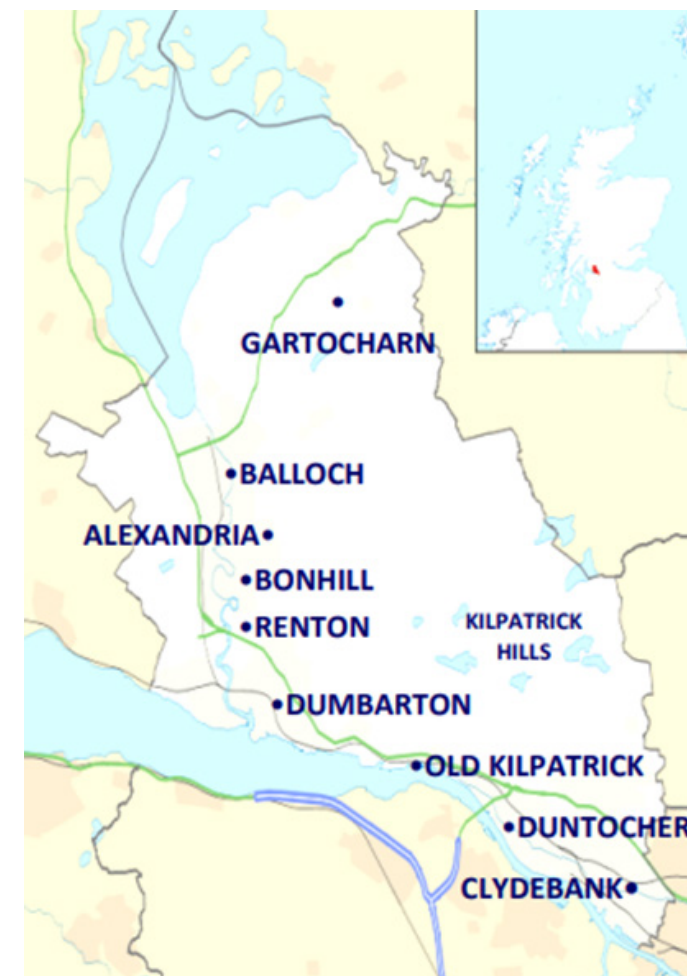 GARTOCHARN
BALLOCH
ALEXANDRIA
BONHILL
RENTON
KILPATRICK
HILLS
DUMBARTON
OLD KILPATRICK
DUNTOCHER
CLYDEBANK